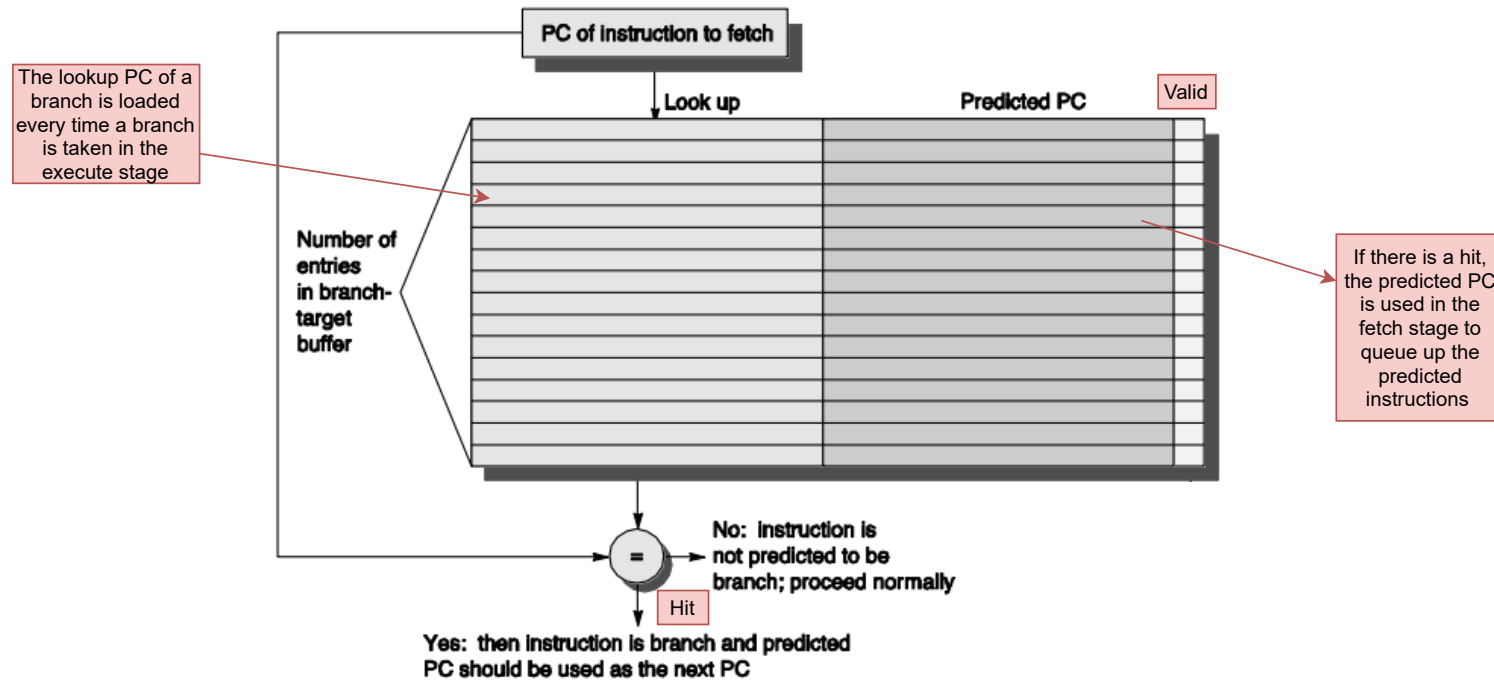 PC of instruction to fetch
The lookup PC of a
branch is loaded
every time a branch
is taken in the
execute stage
Look up
Predicted PC
Valid
Number of
entries
in branch-
target
buffer
If there is a hit,
the predicted PC
is used in the
fetch stage to
queue up the
predicted
instructions
=
No: instruction is
not predicted to be
branch; proceed normally
Hit
Yes: then instruction is branch and predicted
PC should be used as the next PC